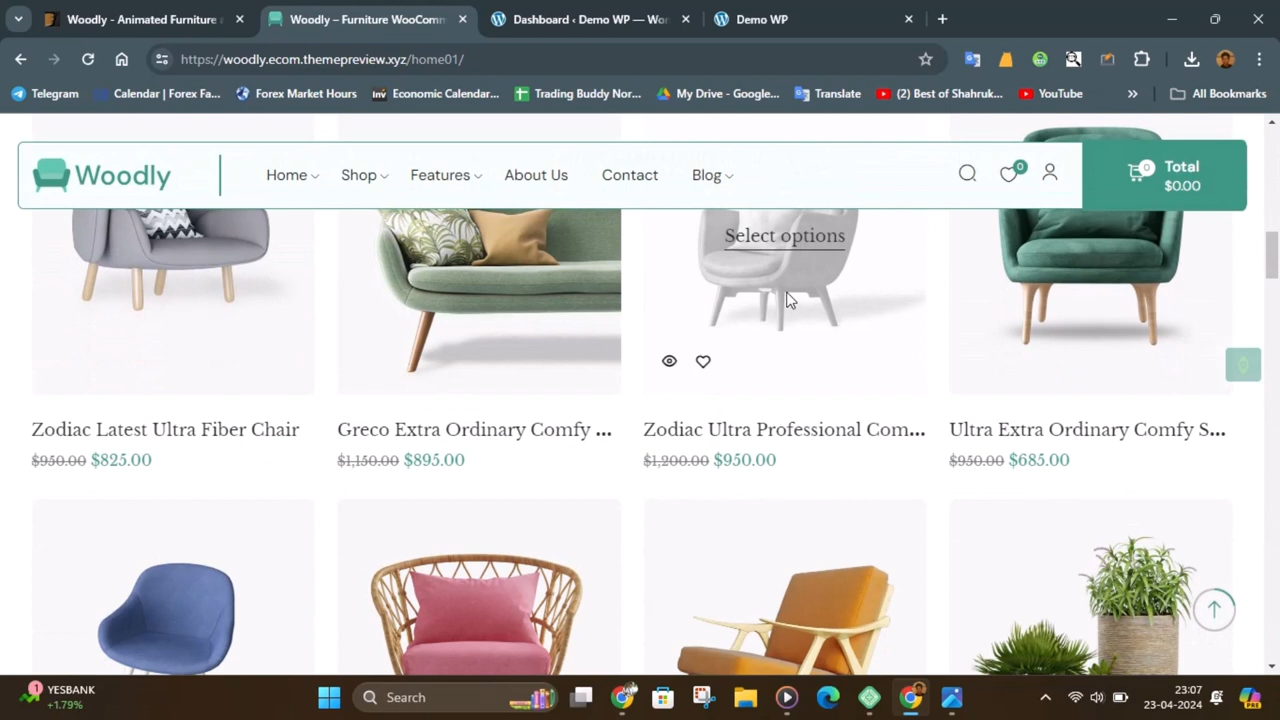 Woodly - Animated Furniture
Woodly – Furniture WooComm
Dashboard ‹ Demo WP — Wor
Demo WP
https://woodly.ecom.themepreview.xyz/home01/
Telegram
Calendar | Forex Fa...
Forex Market Hours
Economic Calendar...
Trading Buddy Nor...
My Drive - Google...
Translate
(2) Best of Shahruk...
YouTube
All Bookmarks
Woodly
Home
Shop
Features
About Us
Contact
Blog
0
0
Total
$0.00
Select options
Zodiac Latest Ultra Fiber Chair
$950.00 $825.00
Greco Extra Ordinary Comfy ...
$1,150.00 $895.00
Zodiac Ultra Professional Com...
$1,200.00 $950.00
Ultra Extra Ordinary Comfy S...
$950.00 $685.00
1
YESBANK
+1.79%
Search
23:07
23-04-2024
PRE